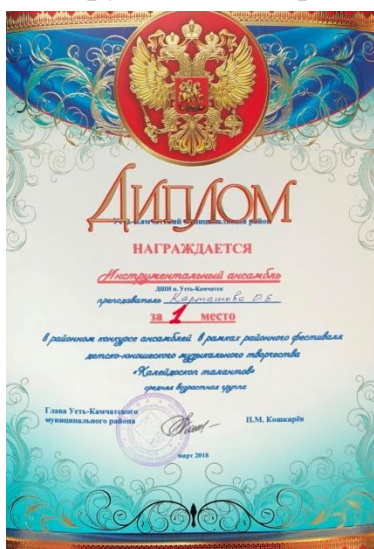 ДИПЛОМ
Усть-Камчатский муниципальный район
НАГРАЖДАЕТСЯ
Инструментальный ансамбль
ДШИ п. Усть-Камчатск
преподаватель Карташова О.Е.
за 1 место
в районном конкурсе ансамблей в рамках районного фестиваля
детско-юношеского музыкального творчества
«Калейдоскоп талантов»
средняя возрастная группа
Глава Усть-Камчатского
муниципального района
П.М. Кошкарёв
март 2018